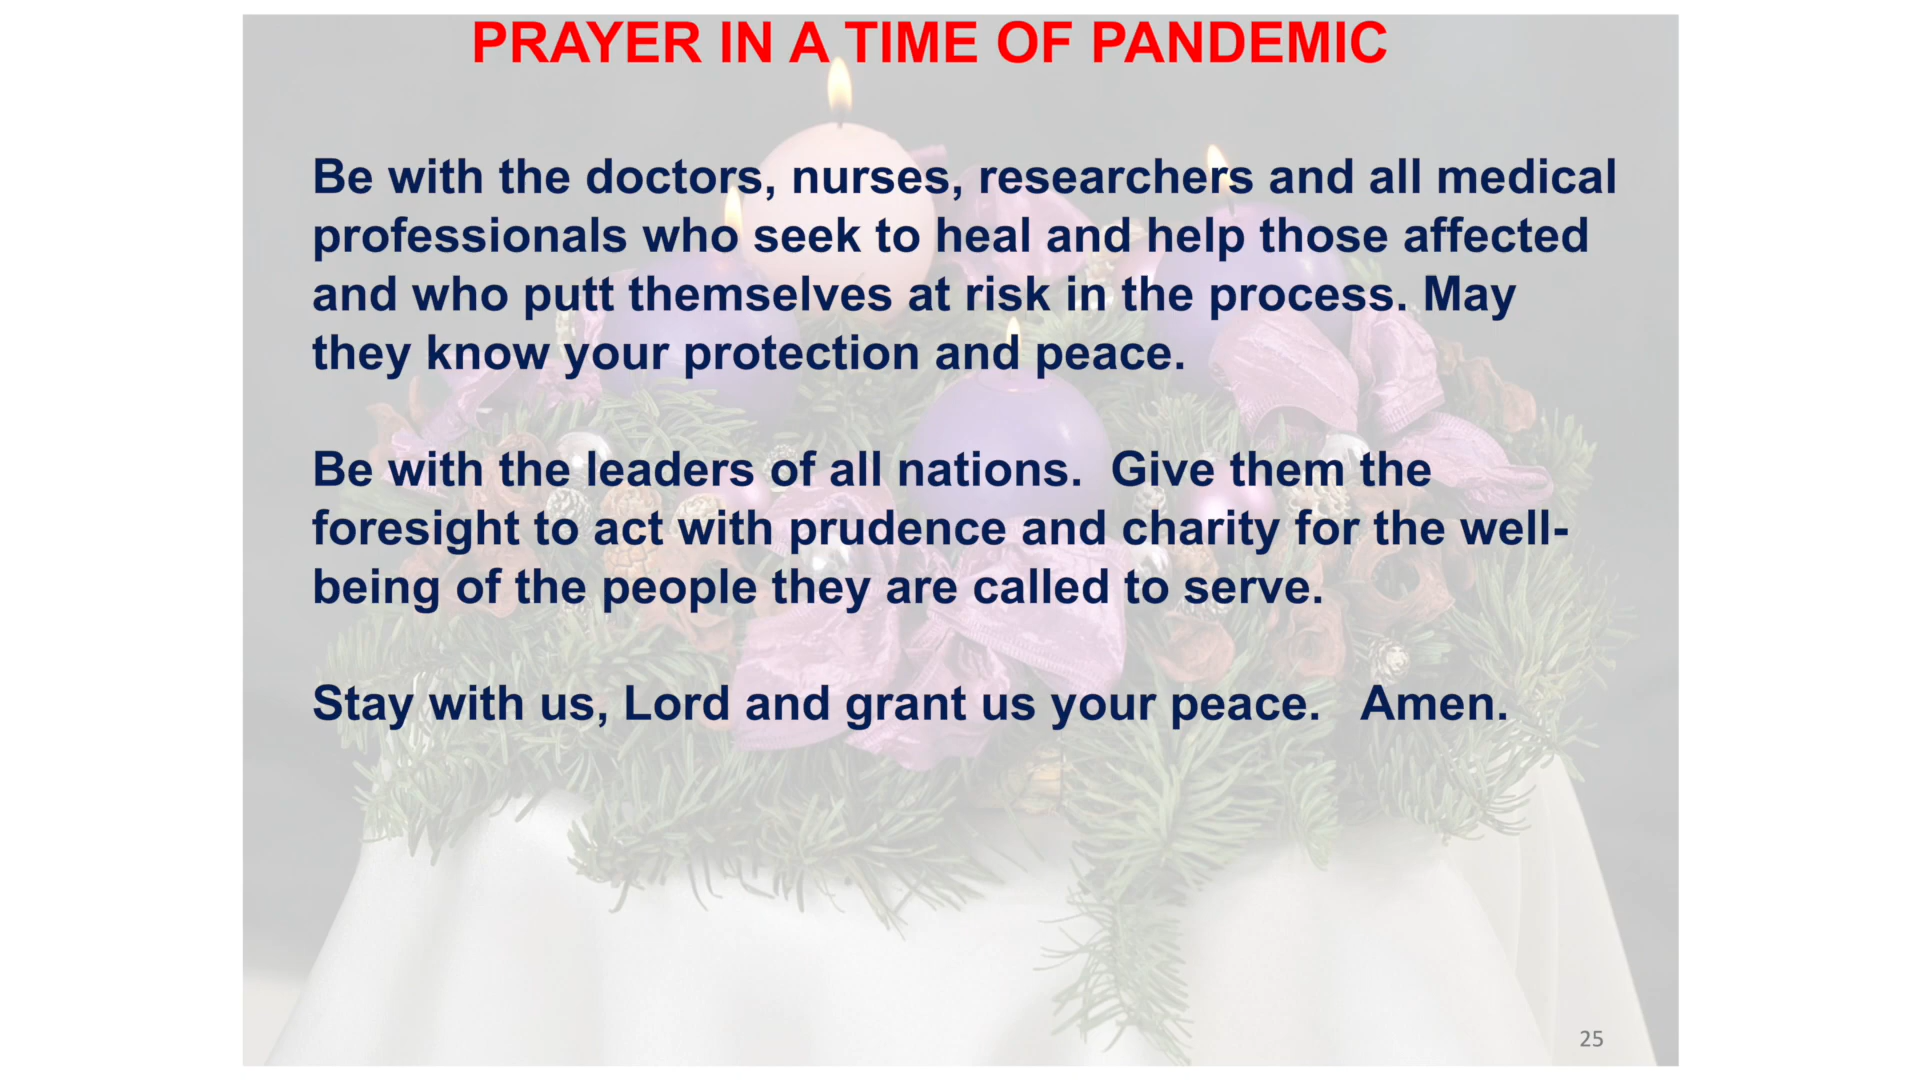 PRAYER IN A TIME OF PANDEMIC
Be with the doctors, nurses, researchers and all medical
professionals who seek to heal and help those affected
and who putt themselves at risk in the process. May
they know your protection and peace.
Be with the leaders of all nations.  Give them the
foresight to act with prudence and charity for the well-
being of the people they are called to serve.
Stay with us, Lord and grant us your peace.   Amen.
25